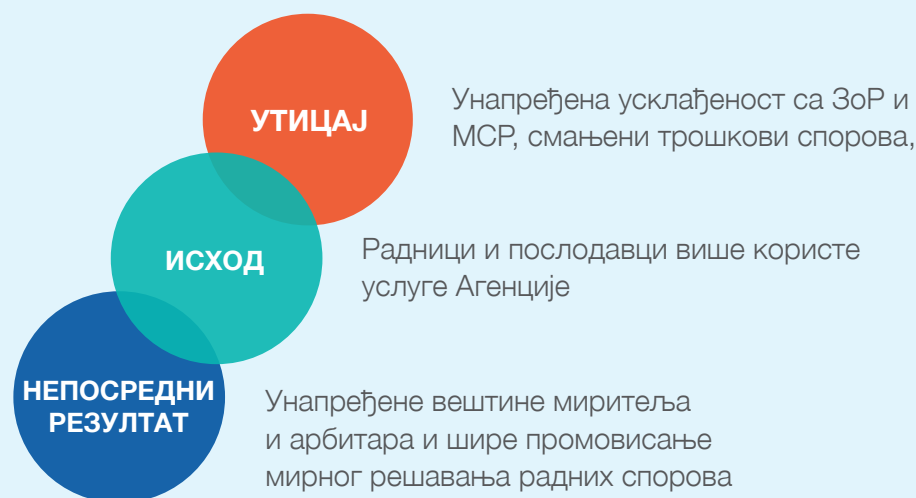 УТИЦАЈ
Унапређена усклађеност са ЗоР и
МСР, смањени трошкови спорова,
ИСХОД
Радници и послодавци више користе
услуге Агенције
НЕПОСРЕДНИ
РЕЗУЛТАТ
Унапређене вештине миритеља
и арбитара и шире промовисање
мирног решавања радних спорова